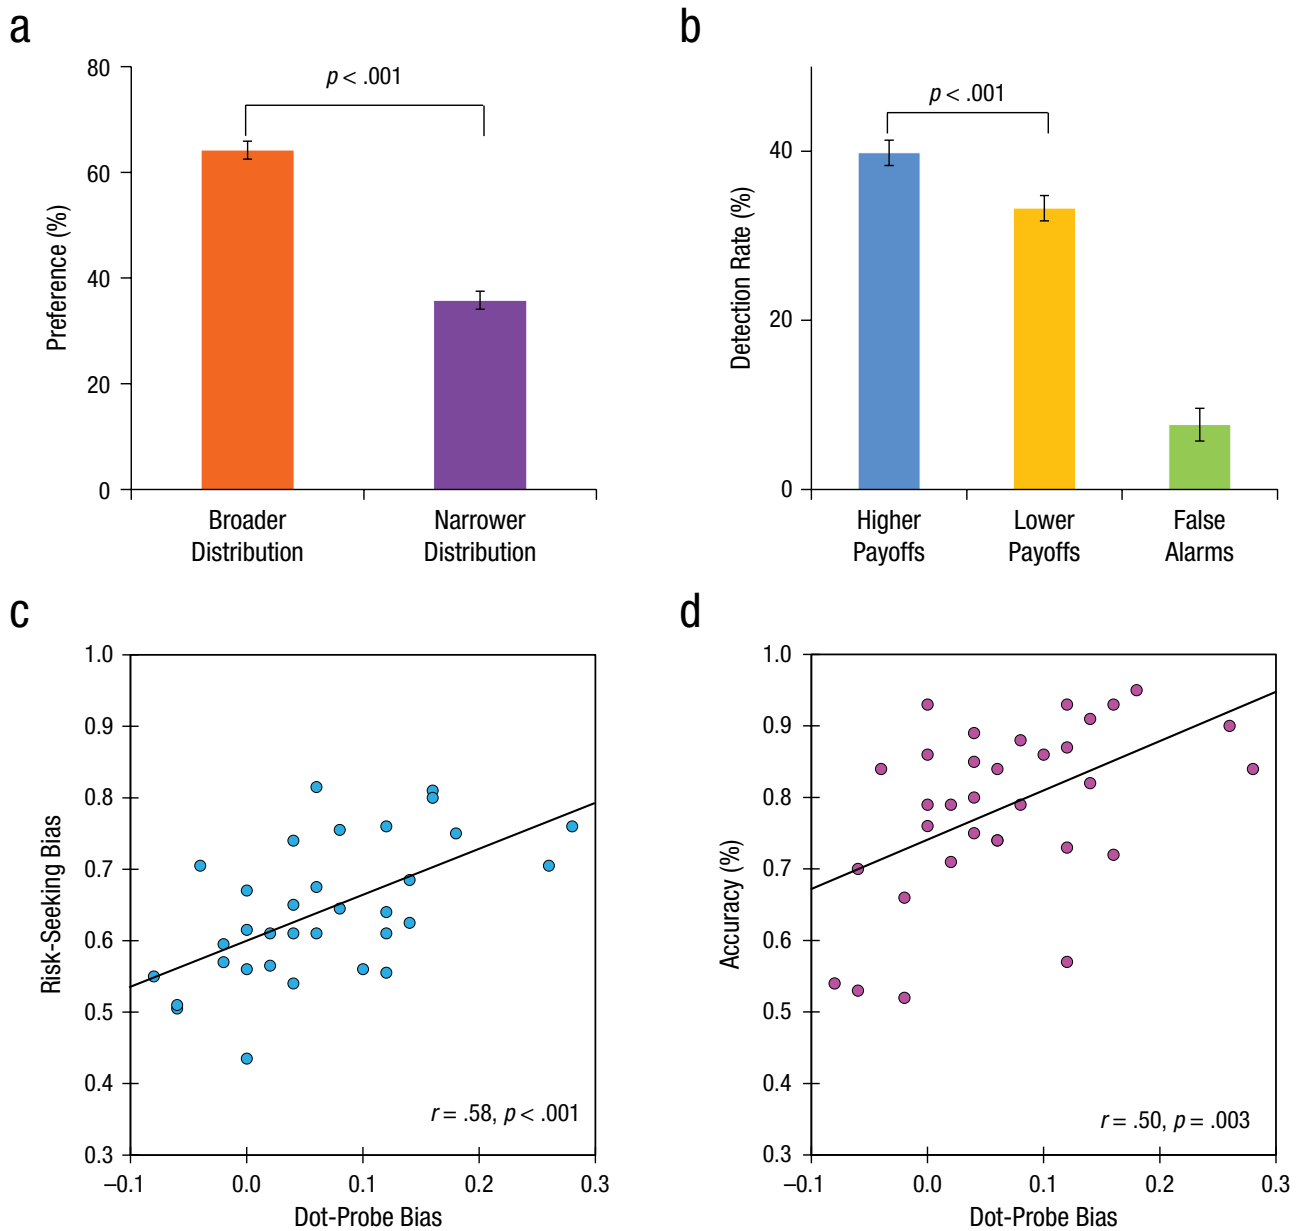 a
80
60
40
20
0
Preference (%)
p < .001
Broader
Distribution
Narrower
Distribution
b
40
20
0
Detection Rate (%)
p < .001
Higher
Payoffs
Lower
Payoffs
False
Alarms
c
1.0
0.9
0.8
0.7
0.6
0.5
0.4
0.3
Risk-Seeking Bias
r = .58, p < .001
–0.1
0.0
0.1
0.2
0.3
Dot-Probe Bias
d
1.0
0.9
0.8
0.7
0.6
0.5
0.4
0.3
Accuracy (%)
r = .50, p = .003
–0.1
0.0
0.1
0.2
0.3
Dot-Probe Bias